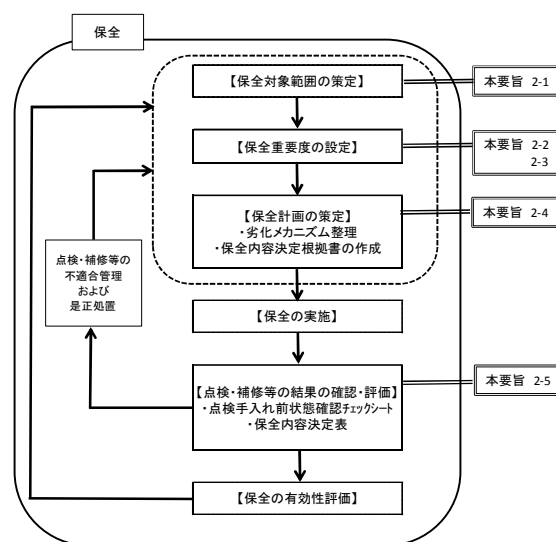 保全
【保全対象範囲の策定】
本要旨 2-1
【保全重要度の設定】
本要旨 2-2
2-3
【保全計画の策定】
・劣化メカニズム整理
・保全内容決定根拠書の作成
本要旨 2-4
点検・補修等の
不適合管理
および
是正処置
【保全の実施】
【点検・補修等の結果の確認・評価】
・点検手入れ前状態確認チェックシート
・保全内容決定表
本要旨 2-5
【保全の有効性評価】